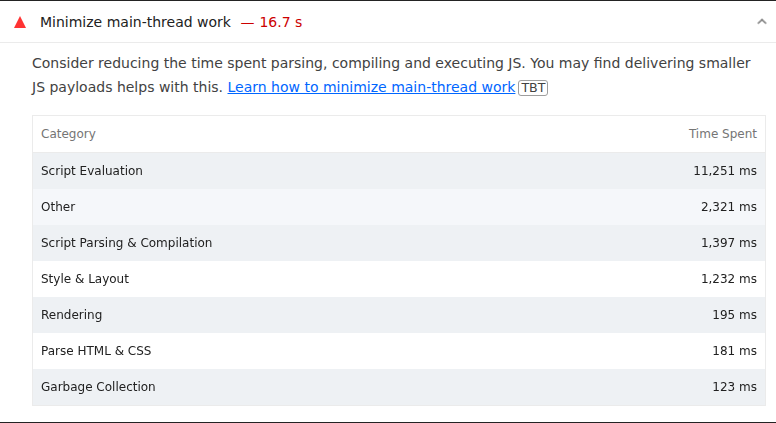 Minimize main-thread work — 16.7 s
Consider reducing the time spent parsing, compiling and executing JS. You may find delivering smaller
JS payloads helps with this. Learn how to minimize main-thread work TBT
Category Time Spent
Script Evaluation 11,251 ms
Other 2,321 ms
Script Parsing & Compilation 1,397 ms
Style & Layout 1,232 ms
Rendering 195 ms
Parse HTML & CSS 181 ms
Garbage Collection 123 ms